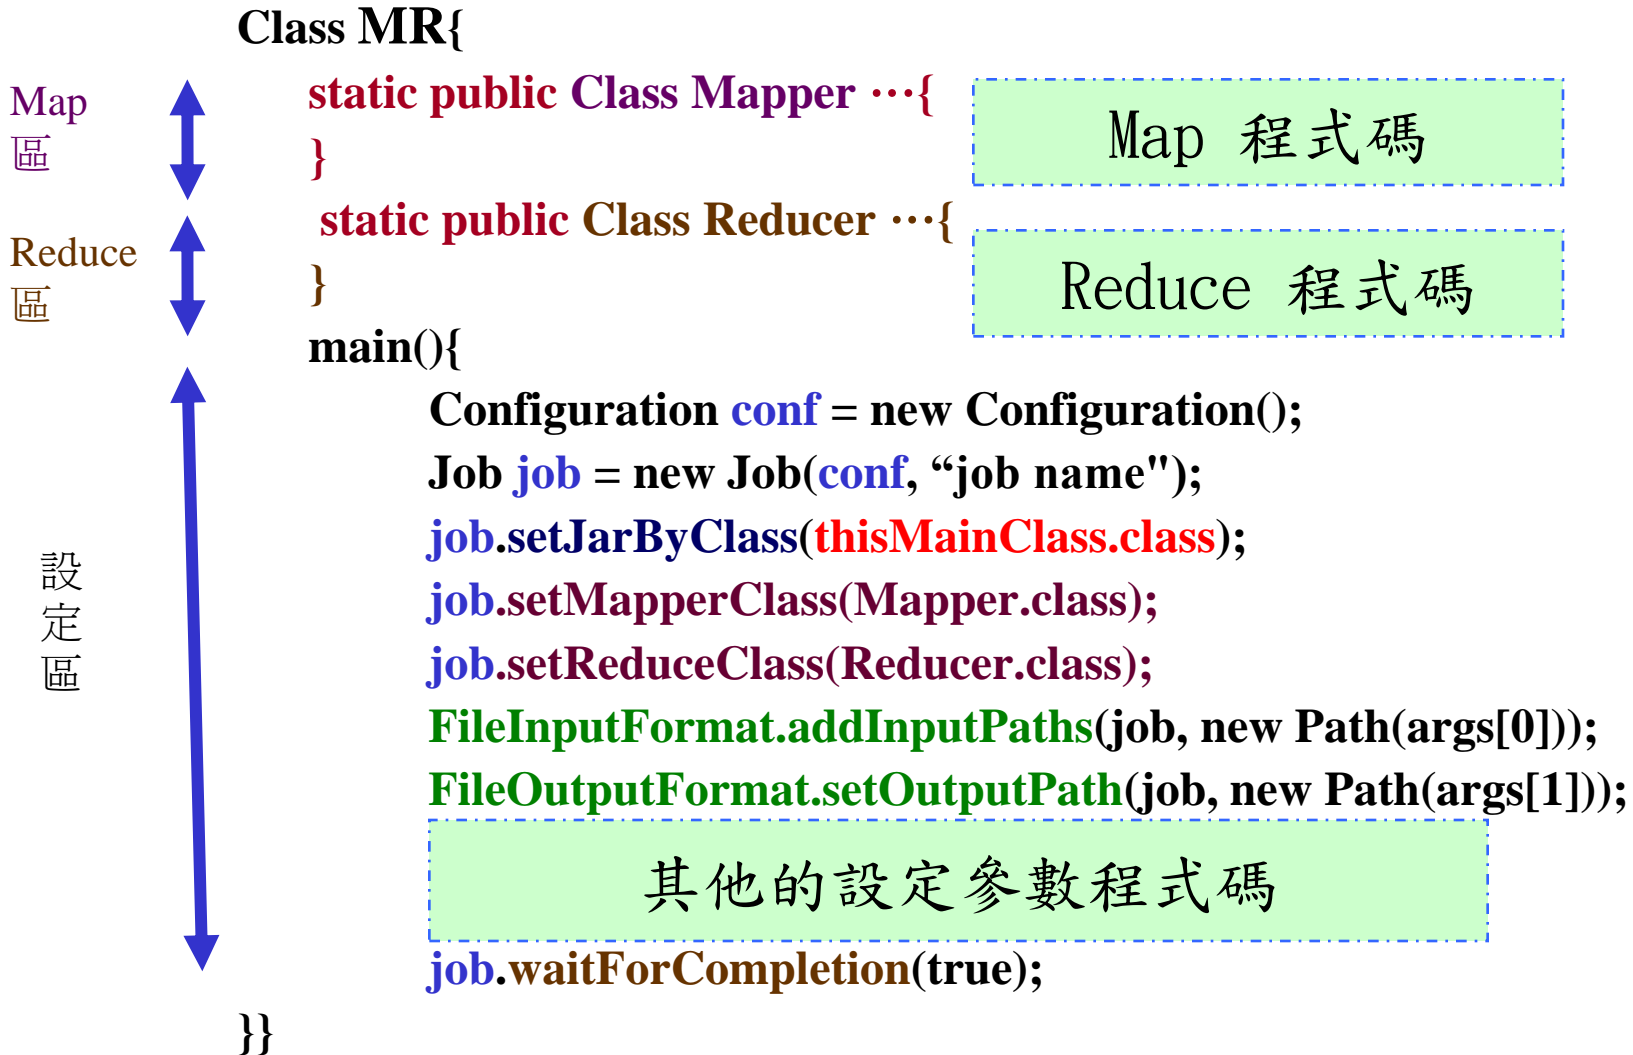 Class MR{
Map
區
static public Class Mapper ⋯{
}
Map 程式碼
Reduce
區
static public Class Reducer ⋯{
}
Reduce 程式碼
main(){
設
定
區
Configuration conf = new Configuration();
Job job = new Job(conf, “job name");
job.setJarByClass(thisMainClass.class);
job.setMapperClass(Mapper.class);
job.setReduceClass(Reducer.class);
FileInputFormat.addInputPaths(job, new Path(args[0]));
FileOutputFormat.setOutputPath(job, new Path(args[1]));
其他的設定參數程式碼
job.waitForCompletion(true);
}}